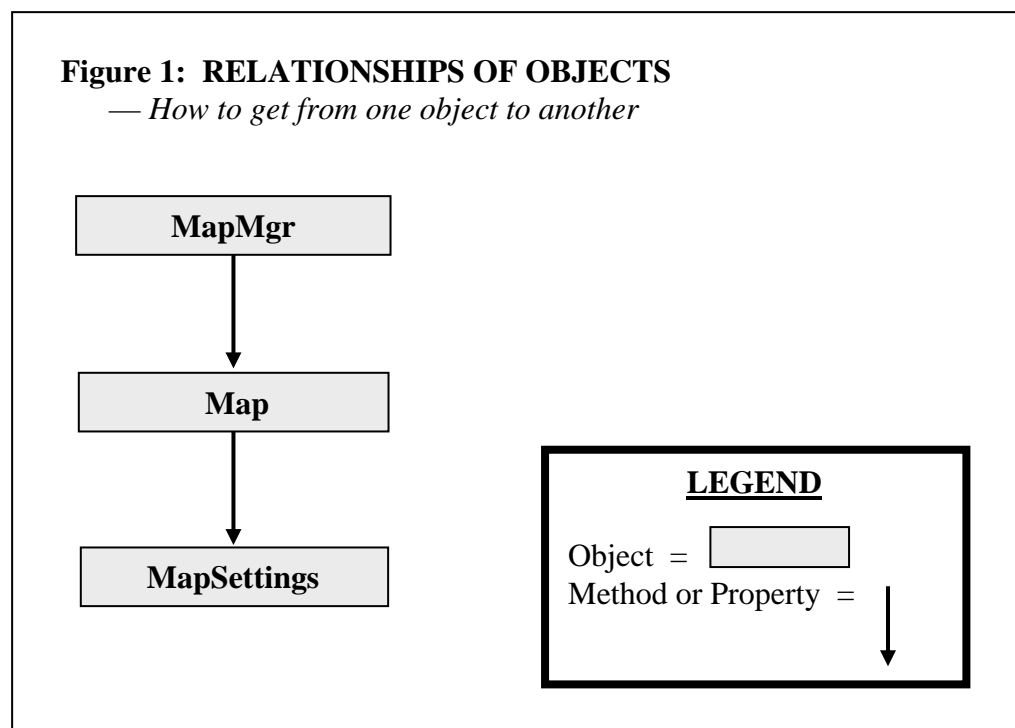 Figure 1:  RELATIONSHIPS OF OBJECTS
— How to get from one object to another
MapMgr
Map
MapSettings
LEGEND
Object =
Method or Property =